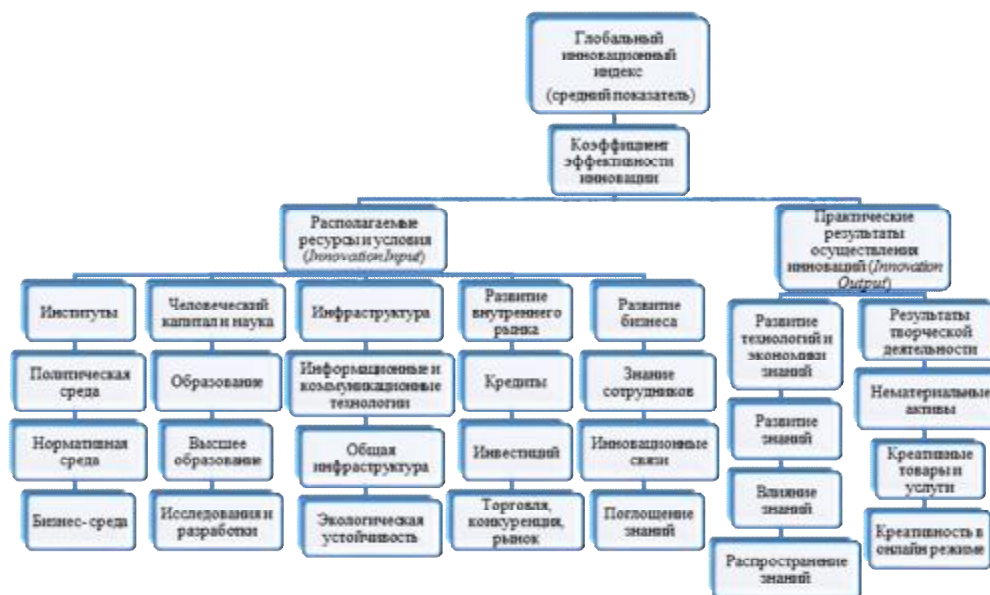 Глобальный
инновационный
индекс
(средний показатель)
Коэффициент
эффективности
инновации
Располагаемые
ресурсы и условия
(Innovation Input)
Практические
результаты
осуществления
инноваций (Innovation
Output)
Институты
Политическая
среда
Нормативная
среда
Бизнес- среда
Человеческий
капитал и наука
Образование
Высшее
образование
Исследования и
разработки
Инфраструктура
Информационные и
коммуникационные
технологии
Общая
инфраструктура
Экологическая
устойчивость
Развитие
внутреннего
рынка
Кредиты
Инвестиций
Торговля,
конкуренция,
рынок
Развитие
бизнеса
Знание
сотрудников
Инновационные
связи
Поглощение
знаний
Развитие
технологий и
экономики
знаний
Развитие
знаний
Влияние
знаний
Распространение
знаний
Результаты
творческой
деятельности
Нематериальные
активы
Креативные
товары и
услуги
Креативность в
онлайн режиме